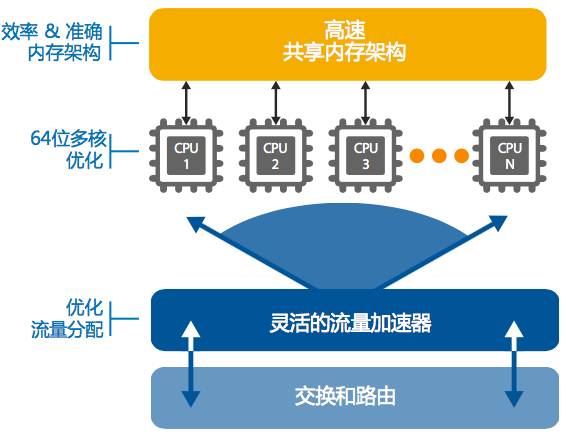 效率 & 准确
内存架构
高速
共享内存架构
64位多核
优化
CPU
1
CPU
2
CPU
3
CPU
N
优化
流量分配
灵活的流量加速器
交换和路由